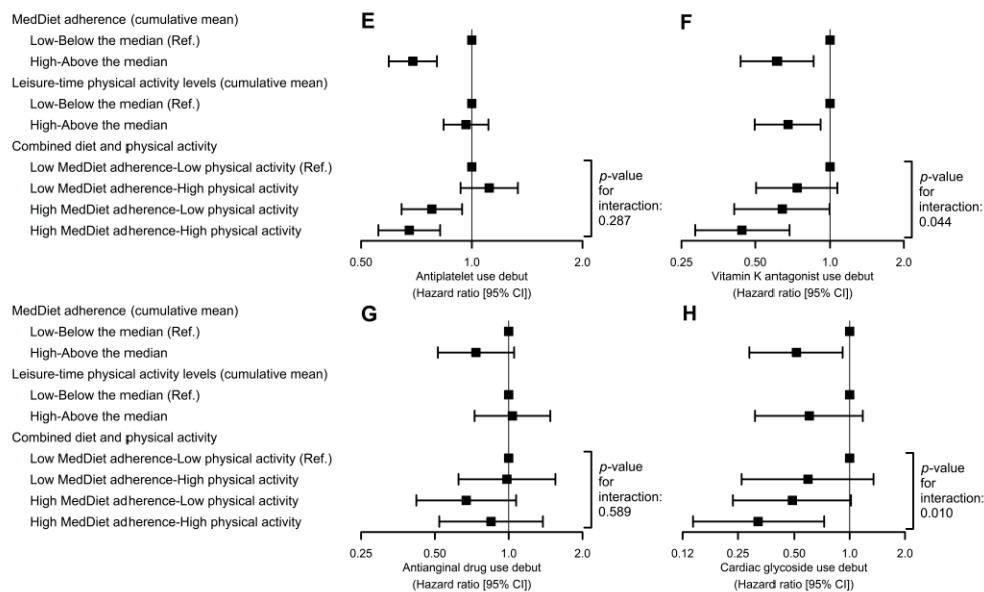 MedDiet adherence (cumulative mean)
Low-Below the median (Ref.)
High-Above the median
Leisure-time physical activity levels (cumulative mean)
Low-Below the median (Ref.)
High-Above the median
Combined diet and physical activity
Low MedDiet adherence-Low physical activity (Ref.)
Low MedDiet adherence-High physical activity
High MedDiet adherence-Low physical activity
High MedDiet adherence-High physical activity
E
p-value
for
interaction:
0.287
0.50 1.0 2.0
Antiplatelet use debut
(Hazard ratio [95% CI])
F
p-value
for
interaction:
0.044
0.25 0.50 1.0 2.0
Vitamin K antagonist use debut
(Hazard ratio [95% CI])
MedDiet adherence (cumulative mean)
Low-Below the median (Ref.)
High-Above the median
Leisure-time physical activity levels (cumulative mean)
Low-Below the median (Ref.)
High-Above the median
Combined diet and physical activity
Low MedDiet adherence-Low physical activity (Ref.)
Low MedDiet adherence-High physical activity
High MedDiet adherence-Low physical activity
High MedDiet adherence-High physical activity
G
p-value
for
interaction:
0.589
0.25 0.50 1.0 2.0
Antianginal drug use debut
(Hazard ratio [95% CI])
H
p-value
for
interaction:
0.010
0.12 0.25 0.50 1.0 2.0
Cardiac glycoside use debut
(Hazard ratio [95% CI])